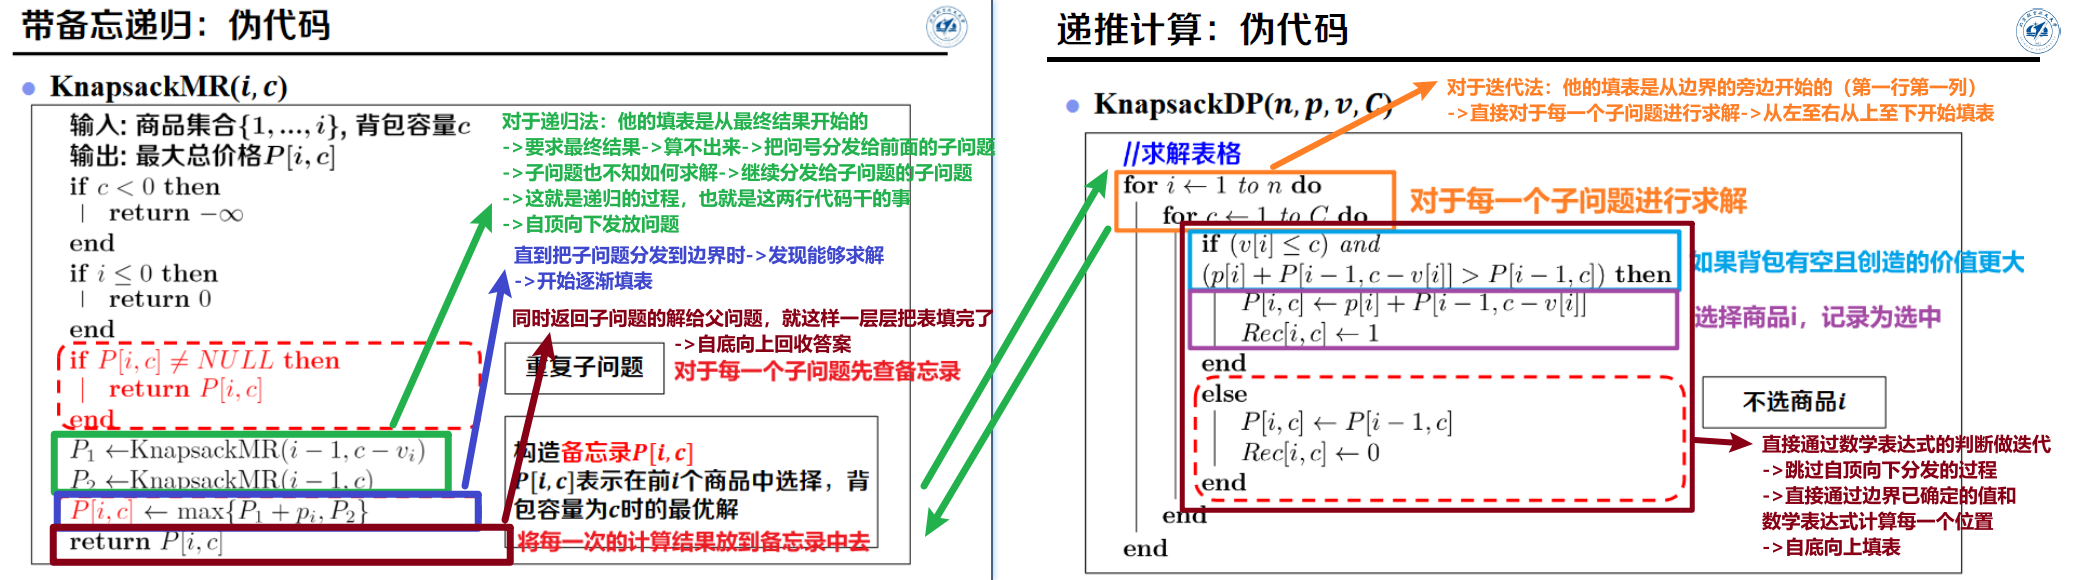 带备忘递归：伪代码
KnapsackMR(i, c)
输入: 商品集合{1, ..., i}, 背包容量c
输出: 最大总价格P[i, c]
if c < 0 then
return −∞
end
if i ≤ 0 then
return 0
end
if P[i, c] ≠ NULL then
return P[i, c]
end
P₁ ←KnapsackMR(i − 1, c − vᵢ)
P₂ ←KnapsackMR(i − 1, c)
P[i, c] ← max{P₁ + pᵢ, P₂}
return P[i, c]
对于递归法：他的填表是从最终结果开始的
->要求最终结果->算不出来->把问号分发给前面的子问题
->子问题也不知如何求解->继续分发给子问题的子问题
->这就是递归的过程，也就是这两行代码干的事
->自顶向下发放问题
直到把子问题分发到边界时->发现能够求解
->开始逐渐填表
同时返回子问题的解给父问题，就这样一层层把表填完了
->自底向上回收答案
重复子问题
对于每一个子问题先查备忘录
构造备忘录P[i, c]
P[i, c]表示在前i个商品中选择，背
包容量为c时的最优解
将每一次的计算结果放到备忘录中去
递推计算：伪代码
KnapsackDP(n, p, v, C)
对于迭代法：他的填表是从边界的旁边开始的（第一行第一列）
->直接对于每一个子问题进行求解->从左至右从上至下开始填表
//求解表格
for i ← 1 to n do
for c ← 1 to C do
对于每一个子问题进行求解
if (v[i] ≤ c) and
(p[i] + P[i − 1, c − v[i]] > P[i − 1, c]) then
如果背包有空且创造的价值更大
P[i, c] ← p[i] + P[i − 1, c − v[i]]
Rec[i, c] ← 1
选择商品i，记录为选中
end
else
P[i, c] ← P[i − 1, c]
Rec[i, c] ← 0
end
end
end
不选商品i
直接通过数学表达式的判断做迭代
->跳过自顶向下分发的过程
->直接通过边界已确定的值和
数学表达式计算每一个位置
->自底向上填表